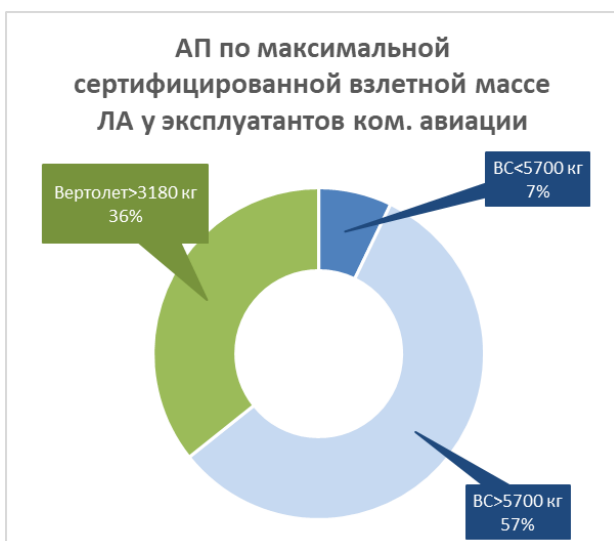 АП по максимальной
сертифицированной взлетной массе
ЛА у эксплуатантов ком. авиации
Вертолет>3180 кг
36%
ВС<5700 кг
7%
ВС>5700 кг
57%